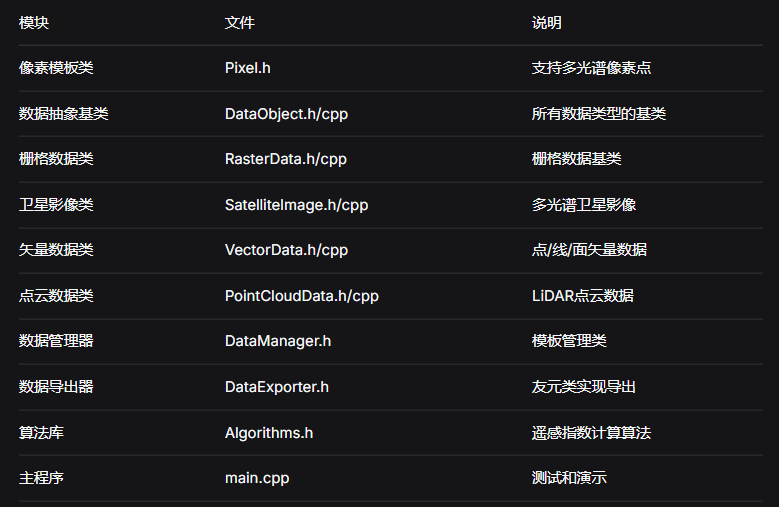 模块 文件 说明
像素模板类 Pixel.h 支持多光谱像素点
数据抽象基类 DataObject.h/cpp 所有数据类型的基类
栅格数据类 RasterData.h/cpp 栅格数据基类
卫星影像类 SatelliteImage.h/cpp 多光谱卫星影像
矢量数据类 VectorData.h/cpp 点/线/面矢量数据
点云数据类 PointCloudData.h/cpp LiDAR点云数据
数据管理器 DataManager.h 模板管理类
数据导出器 DataExporter.h 友元类实现导出
算法库 Algorithms.h 遥感指数计算算法
主程序 main.cpp 测试和演示